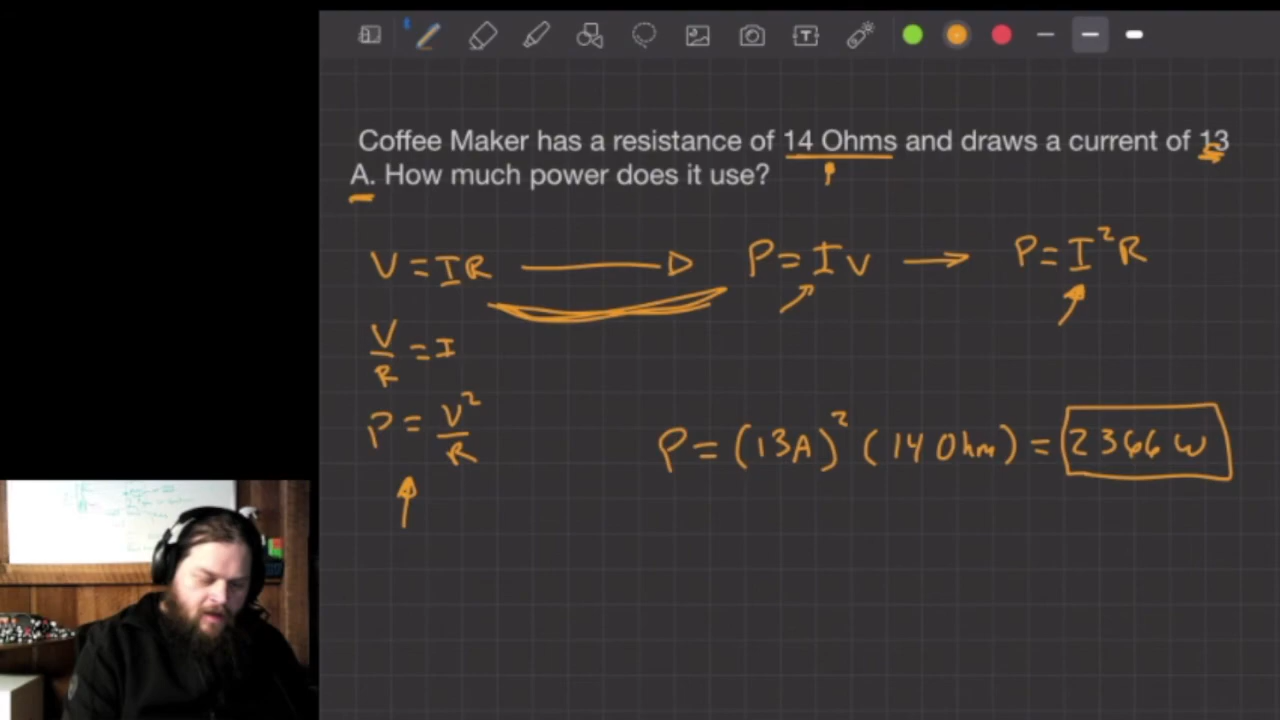 Coffee Maker has a resistance of 14 Ohms and draws a current of 13
A. How much power does it use?
V = IR → P = IV → P = I²R
V/R = I
P = V²/R
P = (13A)² (14 Ohm) = 2366 W